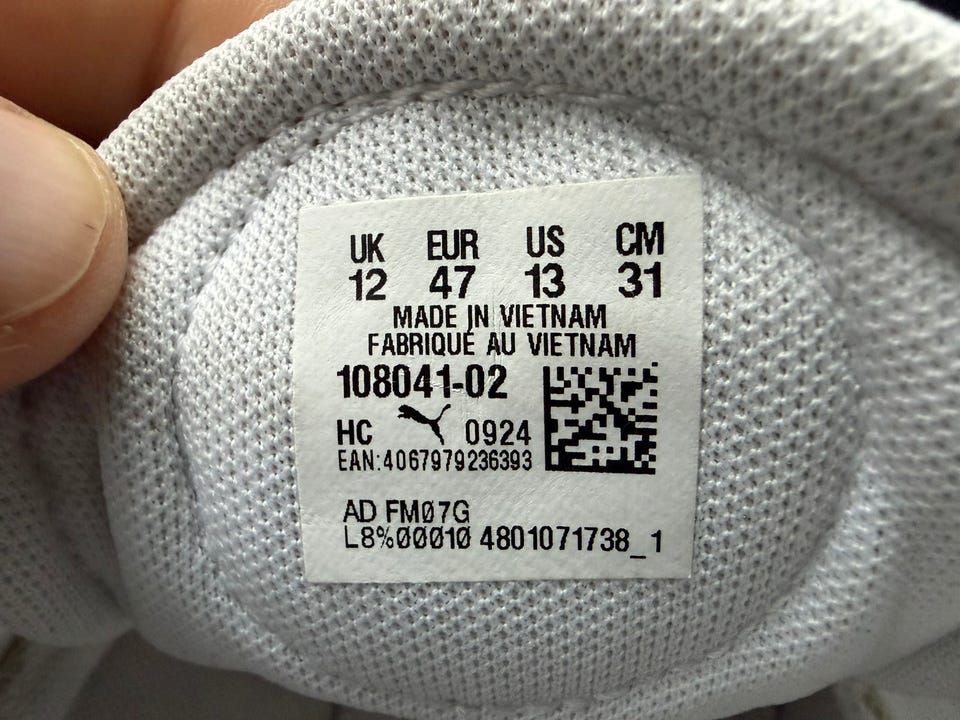 UK EUR US CM
12 47 13 31
MADE IN VIETNAM
FABRIQUE AU VIETNAM
108041-02
HC 0924
EAN:4067979236393
AD FM07G
L8%00010 4801071738_1